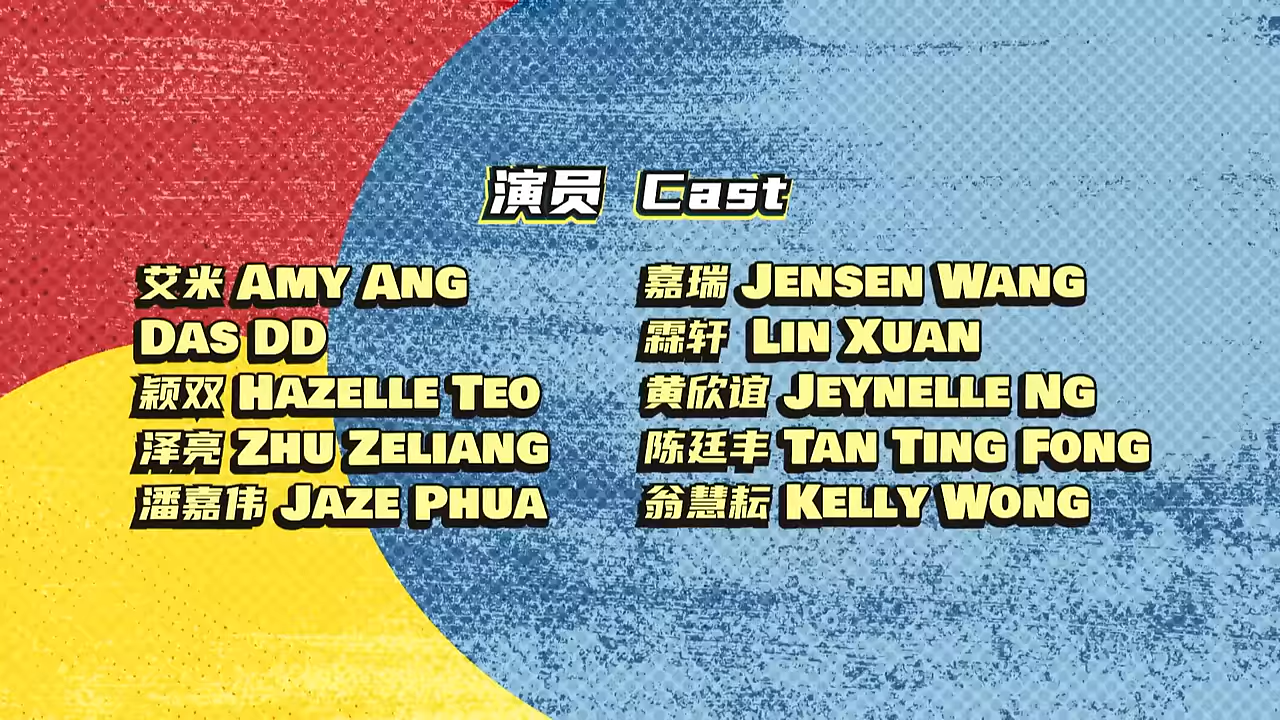 演员 Cast
艾米 AMY ANG
DAS DD
颖双 HAZELLE TEO
泽亮 ZHU ZELIANG
潘嘉伟 JAZE PHUA
嘉瑞 JENSEN WANG
霖轩 LIN XUAN
黄欣谊 JEYNELLE NG
陈廷丰 TAN TING FONG
翁慧耘 KELLY WONG